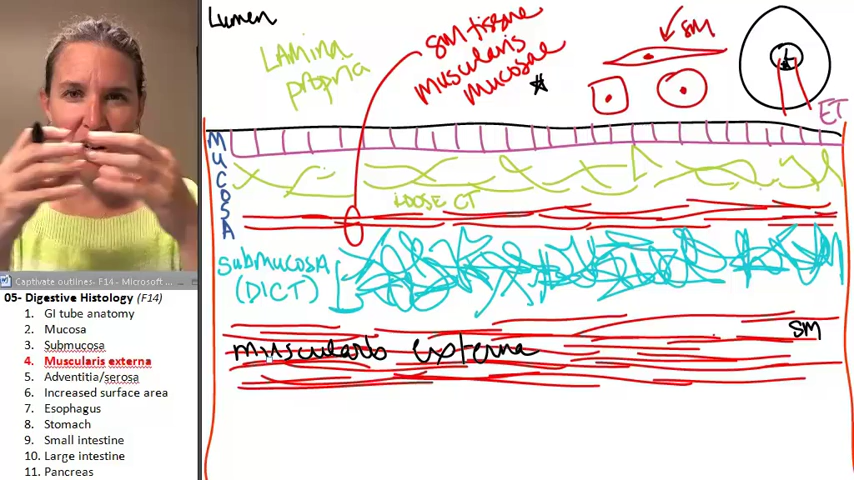 Lumen
LAmina
propria
sm tissue
muscularis
mucosae
SM
ET
MUCOSA
LOOSE CT
submucosA
(DICT)
SM
muscularis externa
Captivate outlines- F14 - Microsoft ...
05- Digestive Histology (F14)
1. GI tube anatomy
2. Mucosa
3. Submucosa
4. Muscularis externa
5. Adventitia/serosa
6. Increased surface area
7. Esophagus
8. Stomach
9. Small intestine
10. Large intestine
11. Pancreas